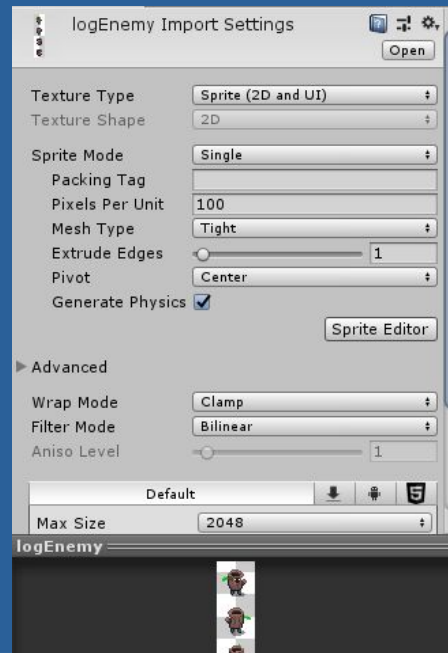 logEnemy Import Settings
Open
Texture Type Sprite (2D and UI)
Texture Shape 2D
Sprite Mode Single
Packing Tag
Pixels Per Unit 100
Mesh Type Tight
Extrude Edges 1
Pivot Center
Generate Physics
Sprite Editor
Advanced
Wrap Mode Clamp
Filter Mode Bilinear
Aniso Level 1
Default
Max Size 2048
logEnemy